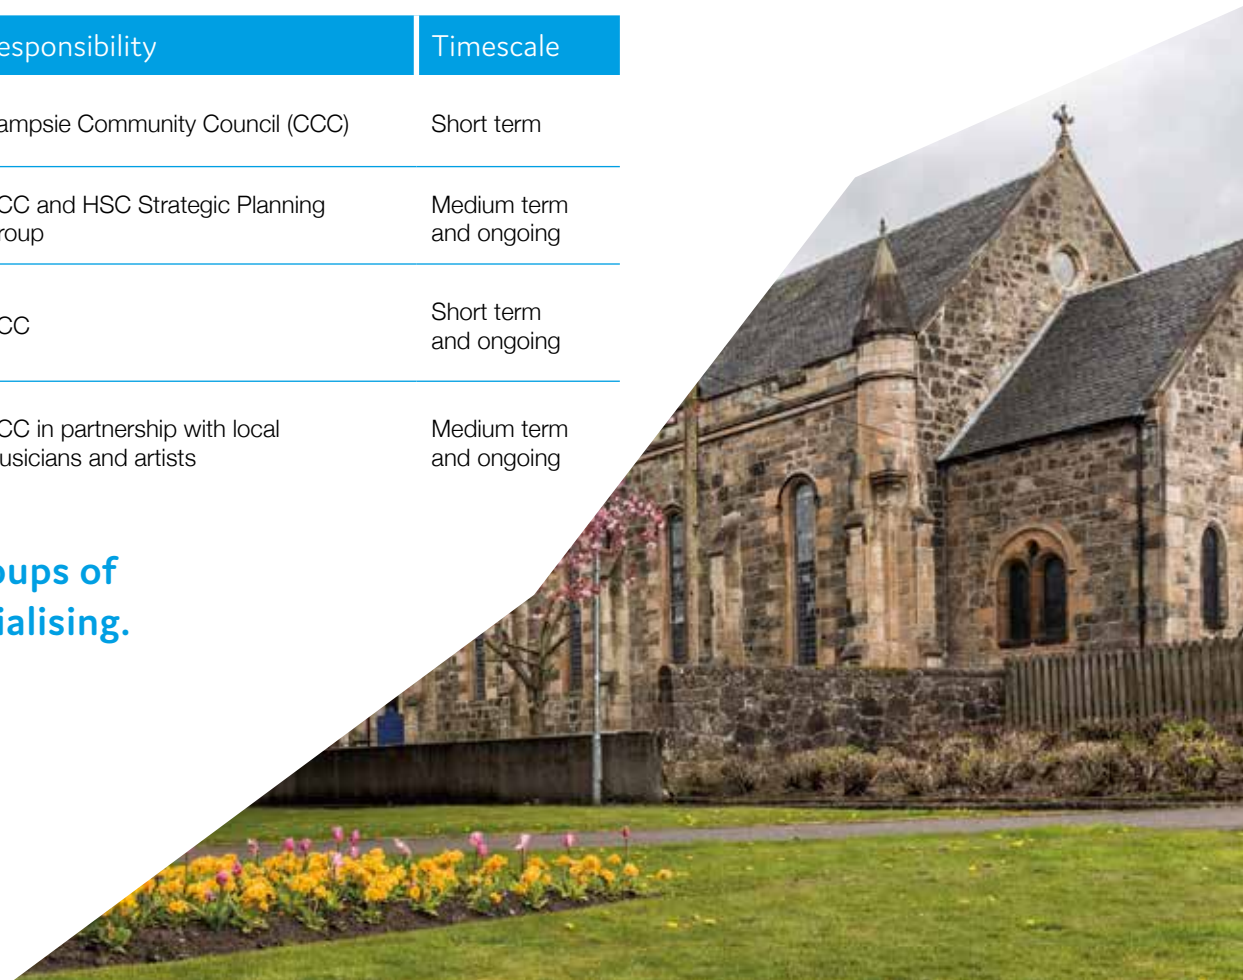 esponsibility Timescale
ampsie Community Council (CCC) Short term
CC and HSC Strategic Planning Medium term
roup and ongoing
CC Short term
and ongoing
CC in partnership with local Medium term
usicians and artists and ongoing
oups of
ialising.